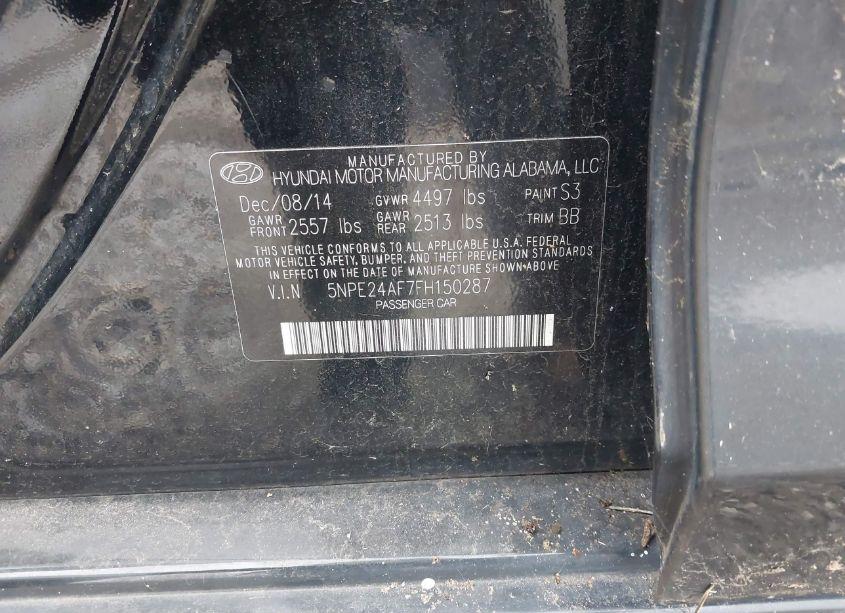 MANUFACTURED BY
HYUNDAI MOTOR MANUFACTURING ALABAMA, LLC
Dec/08/14 GVWR 4497 lbs PAINT S3
GAWR FRONT 2557 lbs GAWR REAR 2513 lbs TRIM BB
THIS VEHICLE CONFORMS TO ALL APPLICABLE U.S.A. FEDERAL
MOTOR VEHICLE SAFETY, BUMPER, AND THEFT PREVENTION STANDARDS
IN EFFECT ON THE DATE OF MANUFACTURE SHOWN ABOVE
V.I.N 5NPE24AF7FH150287
PASSENGER CAR